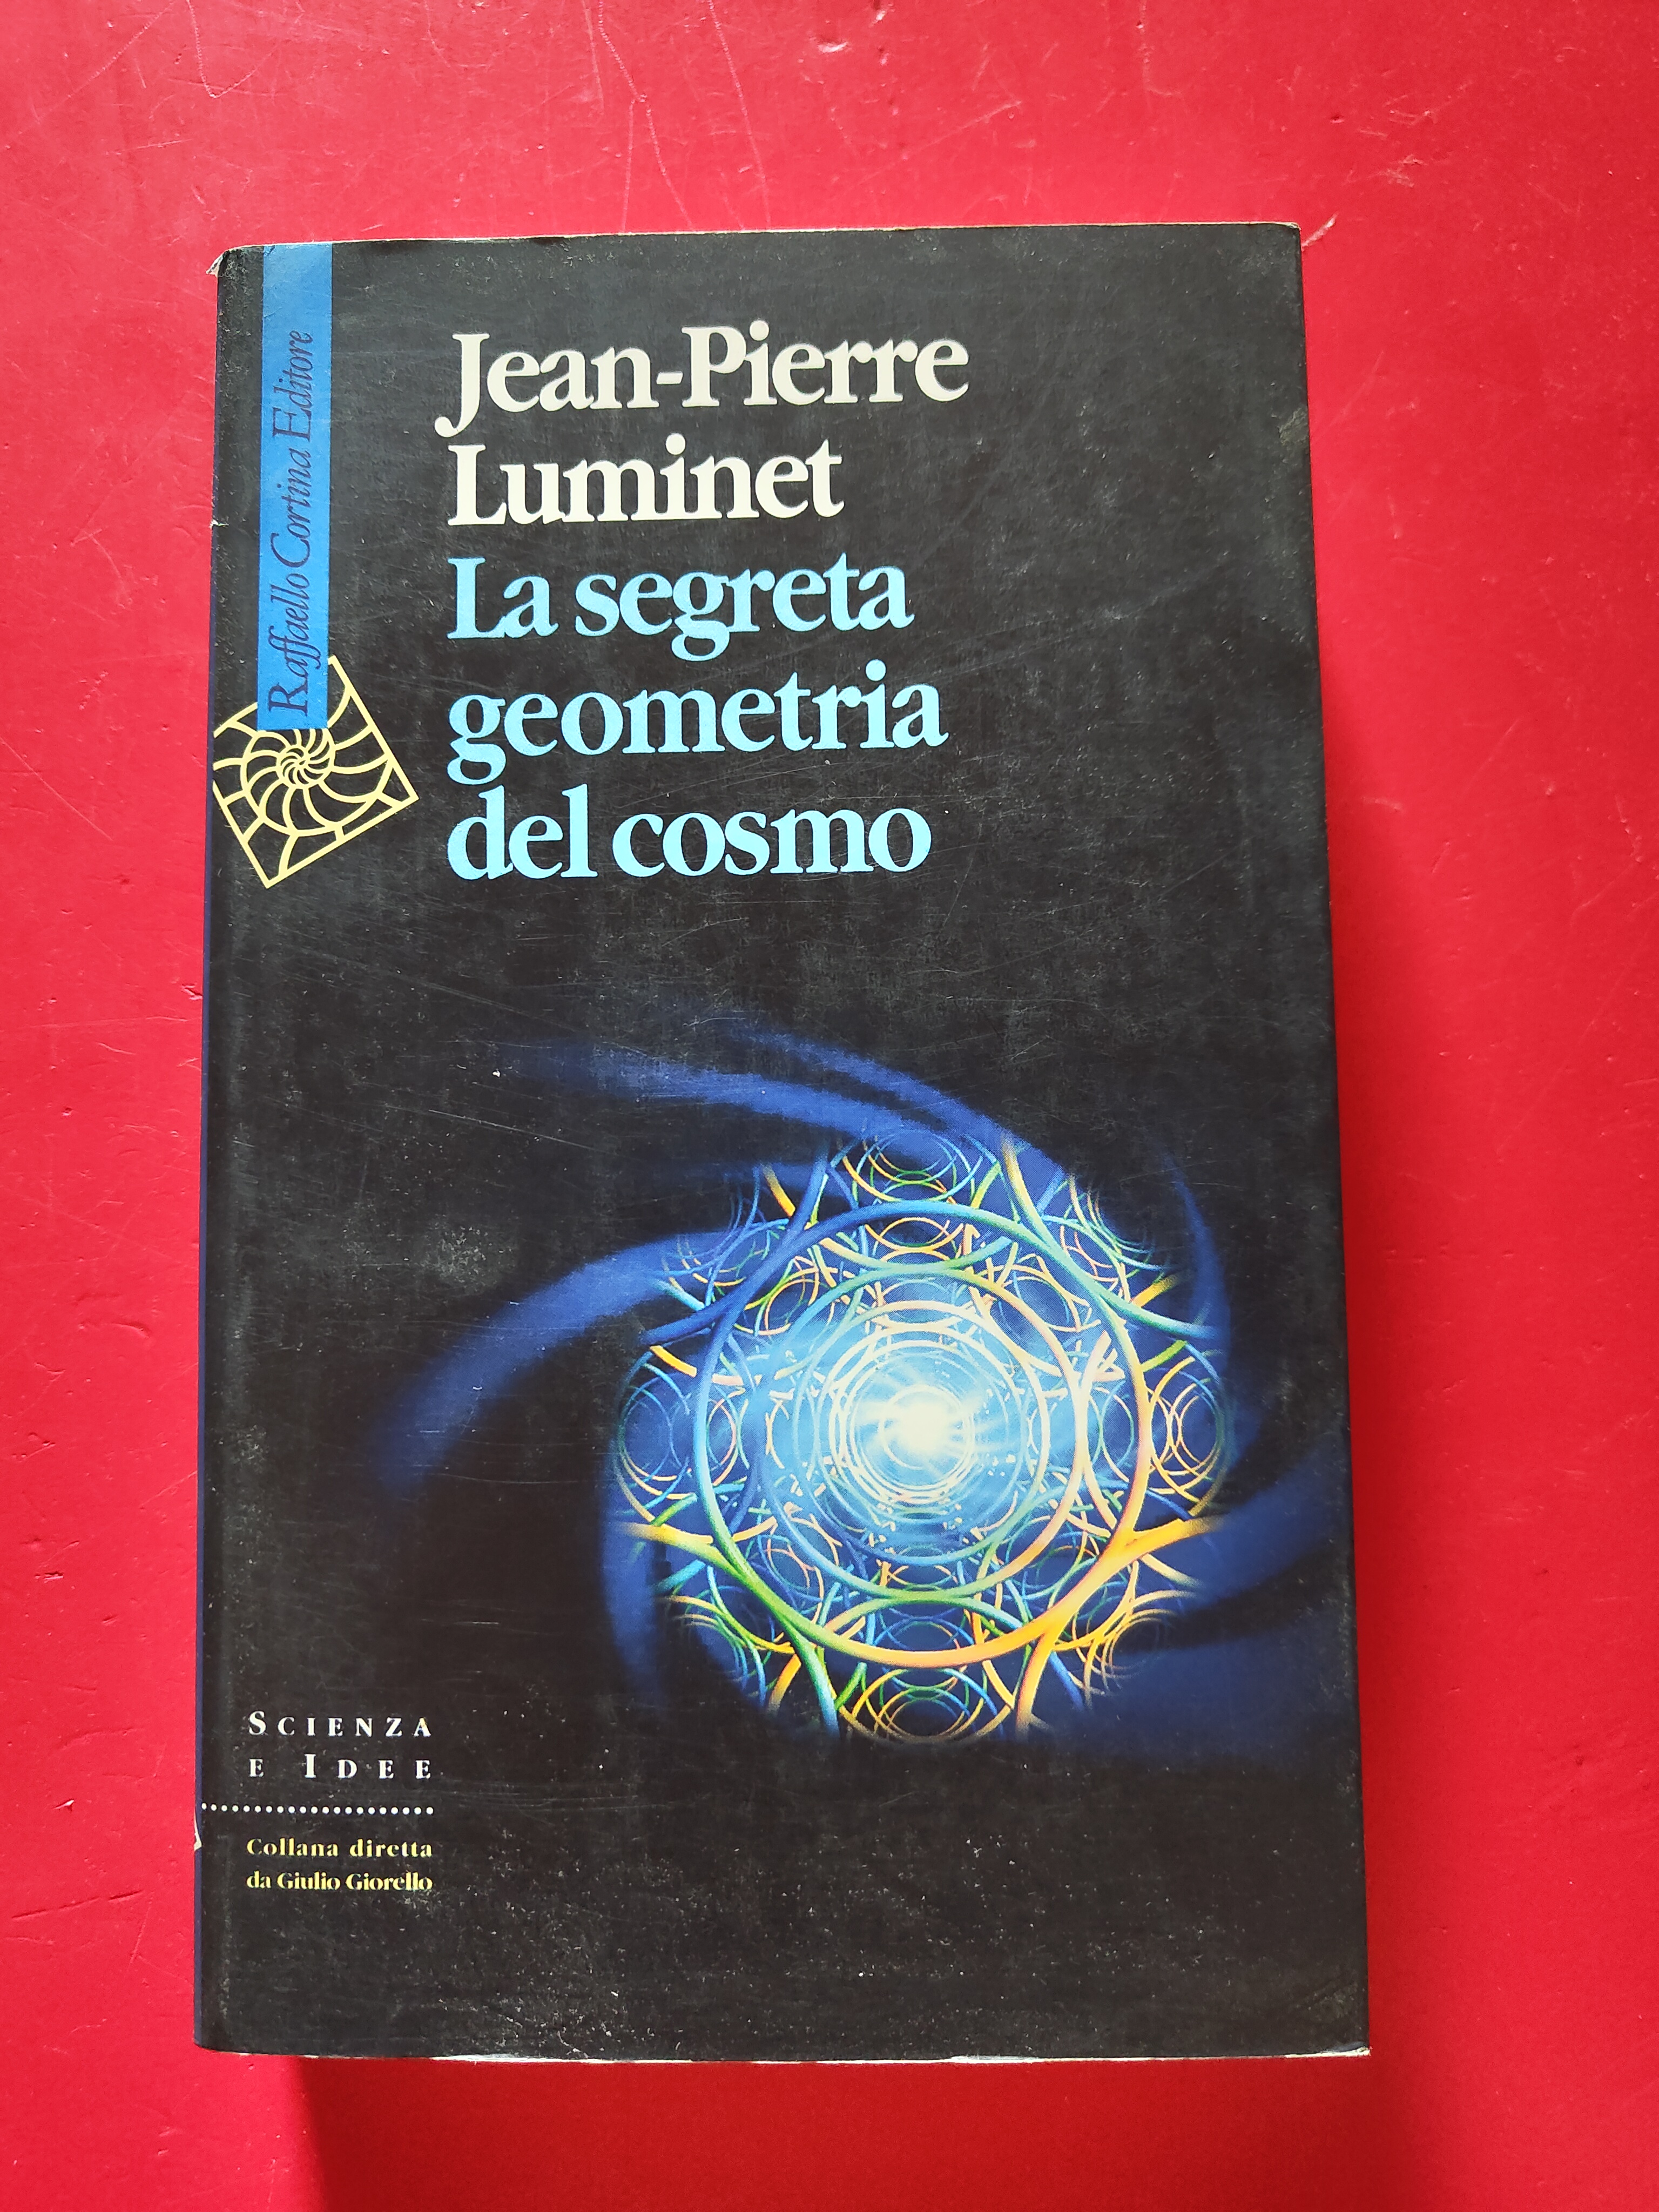 Raffaello Cortina Editore
Jean-Pierre
Luminet
La segreta
geometria
del cosmo
SCIENZA
E IDEE
Collana diretta
da Giulio Giorello